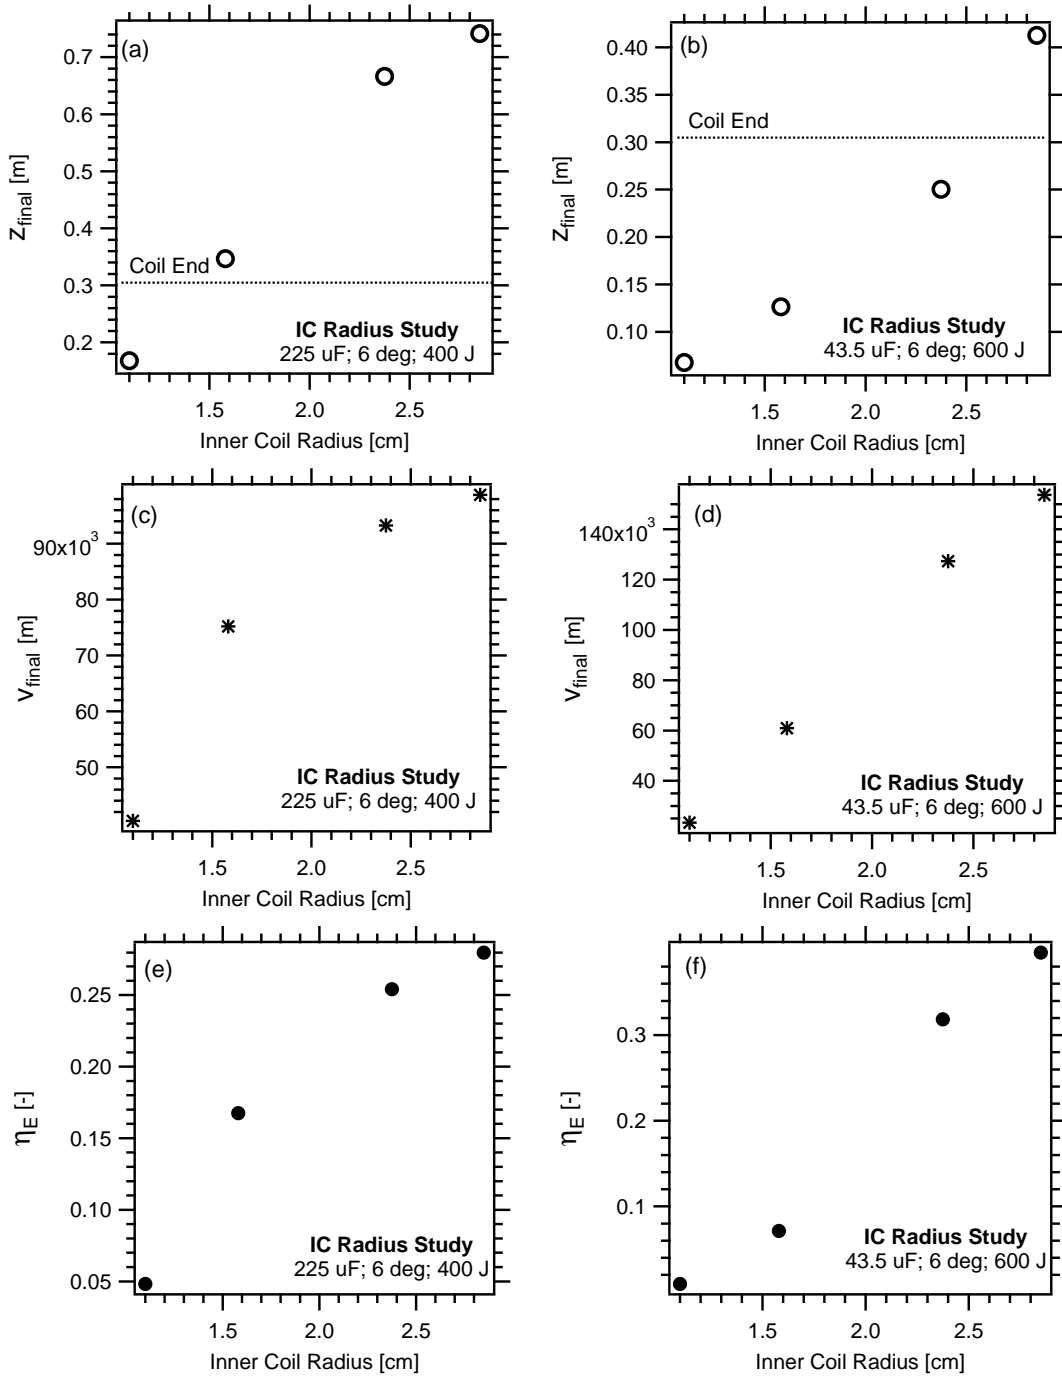 (a)
0.7
0.6
0.5
0.4
0.3
0.2
z_final [m]
Coil End
IC Radius Study
225 uF; 6 deg; 400 J
1.5 2.0 2.5
Inner Coil Radius [cm]
(b)
0.40
0.35
0.30
0.25
0.20
0.15
0.10
z_final [m]
Coil End
IC Radius Study
43.5 uF; 6 deg; 600 J
1.5 2.0 2.5
Inner Coil Radius [cm]
(c)
90x10³
80
70
60
50
v_final [m]
IC Radius Study
225 uF; 6 deg; 400 J
1.5 2.0 2.5
Inner Coil Radius [cm]
(d)
140x10³
120
100
80
60
40
v_final [m]
IC Radius Study
43.5 uF; 6 deg; 600 J
1.5 2.0 2.5
Inner Coil Radius [cm]
(e)
0.25
0.20
0.15
0.10
0.05
η_E [-]
IC Radius Study
225 uF; 6 deg; 400 J
1.5 2.0 2.5
Inner Coil Radius [cm]
(f)
0.3
0.2
0.1
η_E [-]
IC Radius Study
43.5 uF; 6 deg; 600 J
1.5 2.0 2.5
Inner Coil Radius [cm]